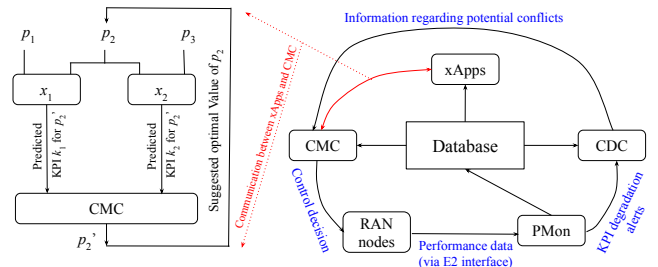 Information regarding potential conflicts
p1
p2
p3
x1
x2
Predicted
KPI k1 for p2'
Predicted
KPI k2 for p2'
Suggested optimal Value of p2
CMC
p2'
Communication between xApps and CMC
xApps
CMC
Database
CDC
Control decision
RAN
nodes
Performance data
(via E2 interface)
PMon
KPI degradation
alerts